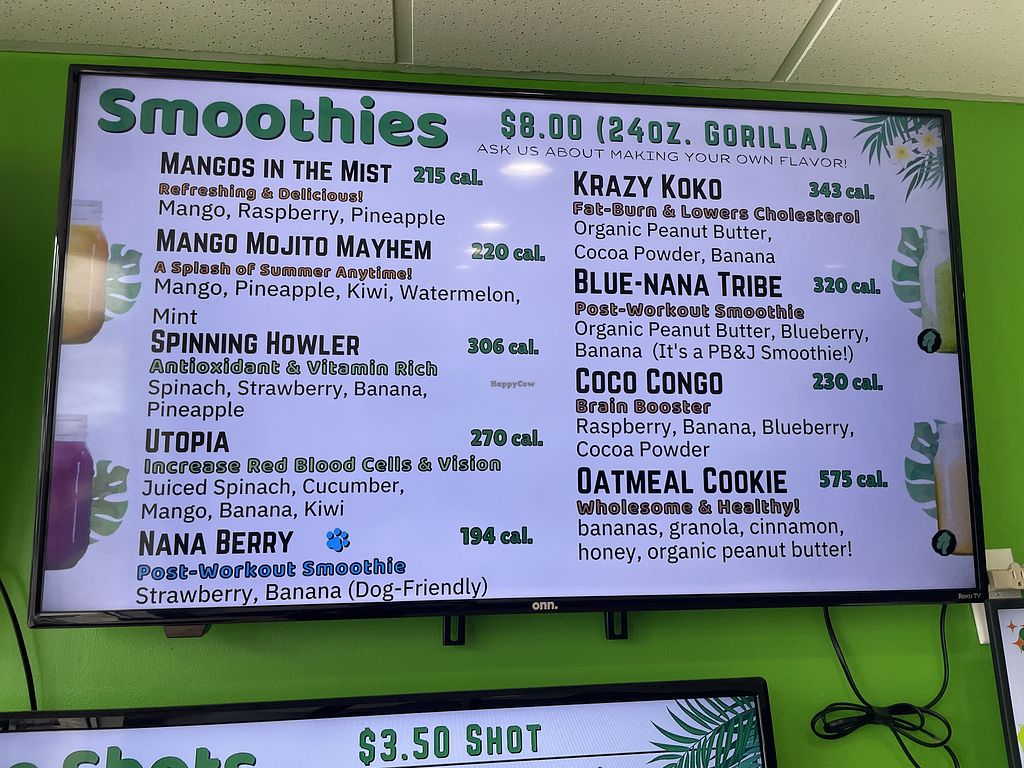 Smoothies
$8.00 (24oz. Gorilla)
ASK US ABOUT MAKING YOUR OWN FLAVOR!
Mangos in the Mist 215 cal.
Refreshing & Delicious!
Mango, Raspberry, Pineapple
Mango Mojito Mayhem 220 cal.
A Splash of Summer Anytime!
Mango, Pineapple, Kiwi, Watermelon,
Mint
Spinning Howler 306 cal.
Antioxidant & Vitamin Rich
Spinach, Strawberry, Banana,
Pineapple
Utopia 270 cal.
Increase Red Blood Cells & Vision
Juiced Spinach, Cucumber,
Mango, Banana, Kiwi
Nana Berry 194 cal.
Post-Workout Smoothie
Strawberry, Banana (Dog-Friendly)
Krazy Koko 343 cal.
Fat-Burn & Lowers Cholesterol
Organic Peanut Butter,
Cocoa Powder, Banana
Blue-nana Tribe 320 cal.
Post-Workout Smoothie
Organic Peanut Butter, Blueberry,
Banana (It's a PB&J Smoothie!)
Coco Congo 230 cal.
Brain Booster
Raspberry, Banana, Blueberry,
Cocoa Powder
Oatmeal Cookie 575 cal.
Wholesome & Healthy!
bananas, granola, cinnamon,
honey, organic peanut butter!
HappyCow
onn.
Roku TV
Shots
$3.50 Shot